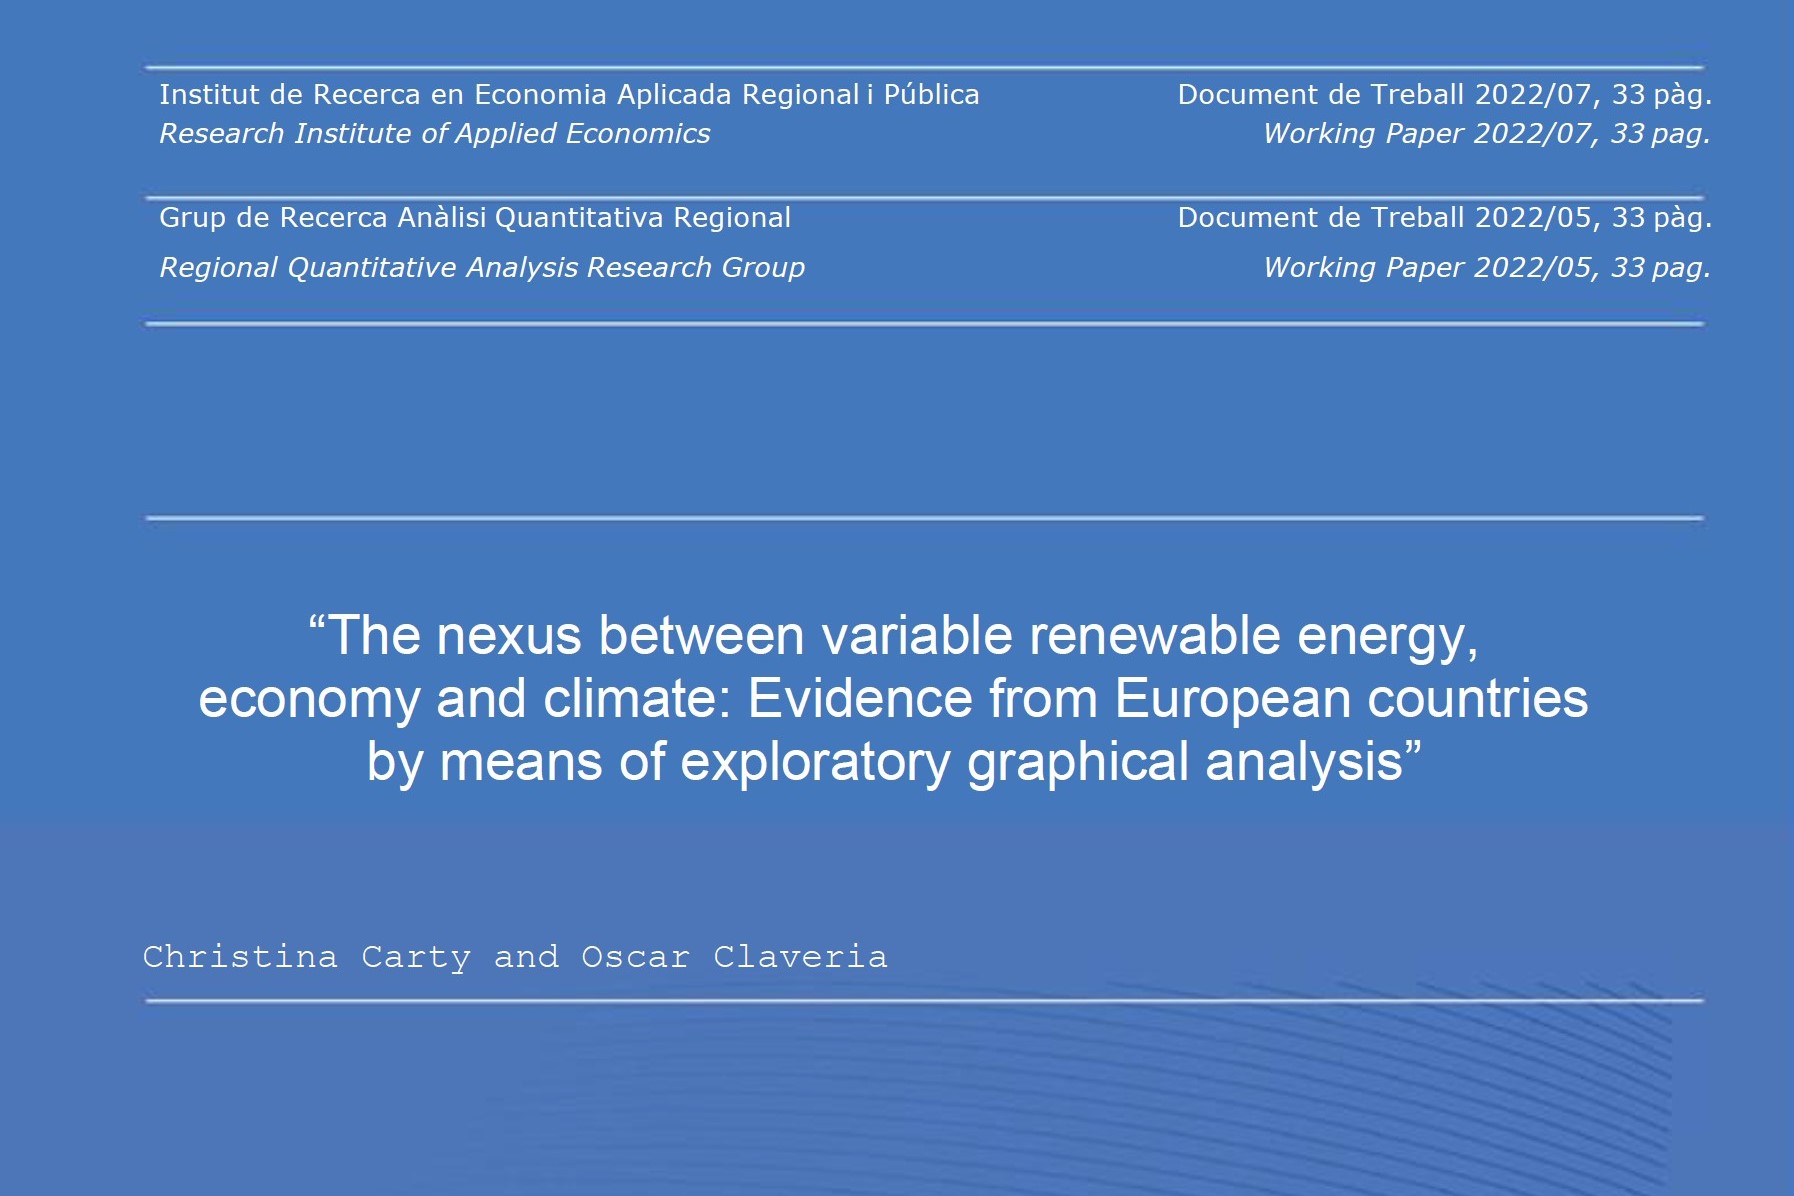 Institut de Recerca en Economia Aplicada Regional i Pública Document de Treball 2022/07, 33 pàg.
Research Institute of Applied Economics Working Paper 2022/07, 33 pag.
Grup de Recerca Anàlisi Quantitativa Regional Document de Treball 2022/05, 33 pàg.
Regional Quantitative Analysis Research Group Working Paper 2022/05, 33 pag.
“The nexus between variable renewable energy,
economy and climate: Evidence from European countries
by means of exploratory graphical analysis”
Christina Carty and Oscar Claveria